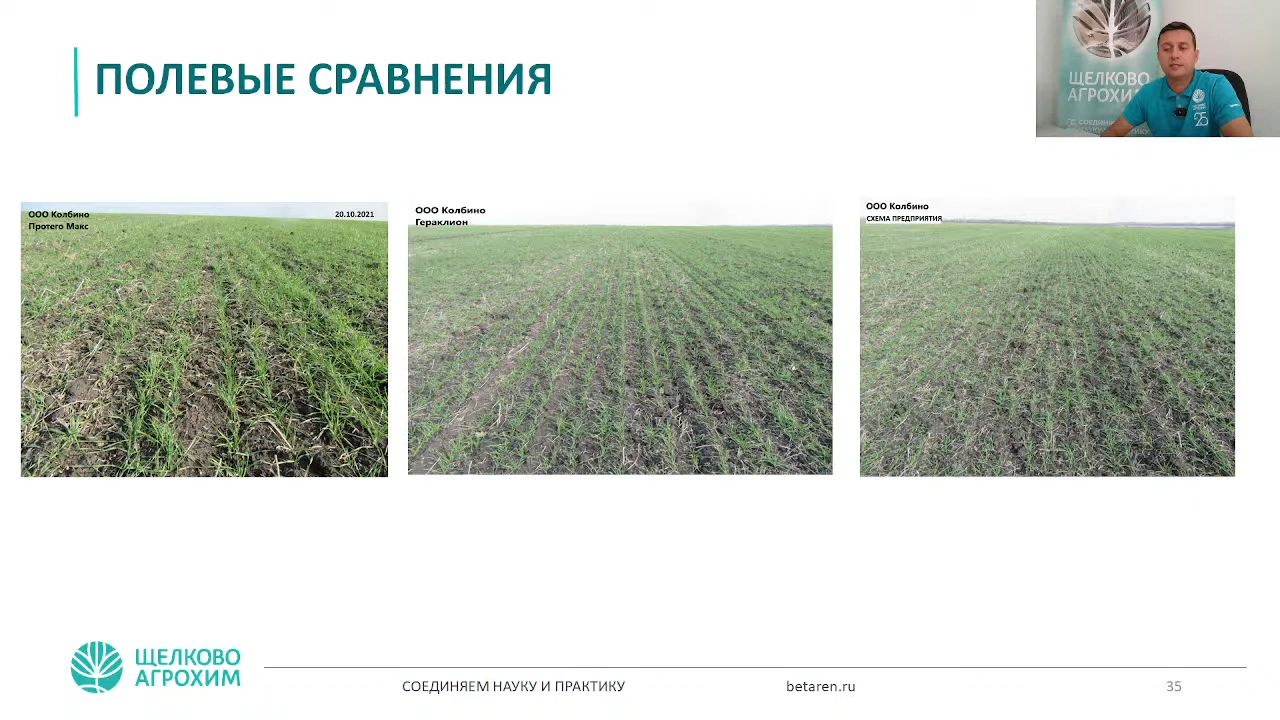 ПОЛЕВЫЕ СРАВНЕНИЯ
ЩЕЛКОВО
АГРОХИМ
25
ООО Колбино
Протего Макс
20.10.2021
ООО Колбино
Гераклион
ООО Колбино
СХЕМА ПРЕДПРИЯТИЯ
ЩЕЛКОВО
АГРОХИМ
СОЕДИНЯЕМ НАУКУ И ПРАКТИКУ
betaren.ru
35